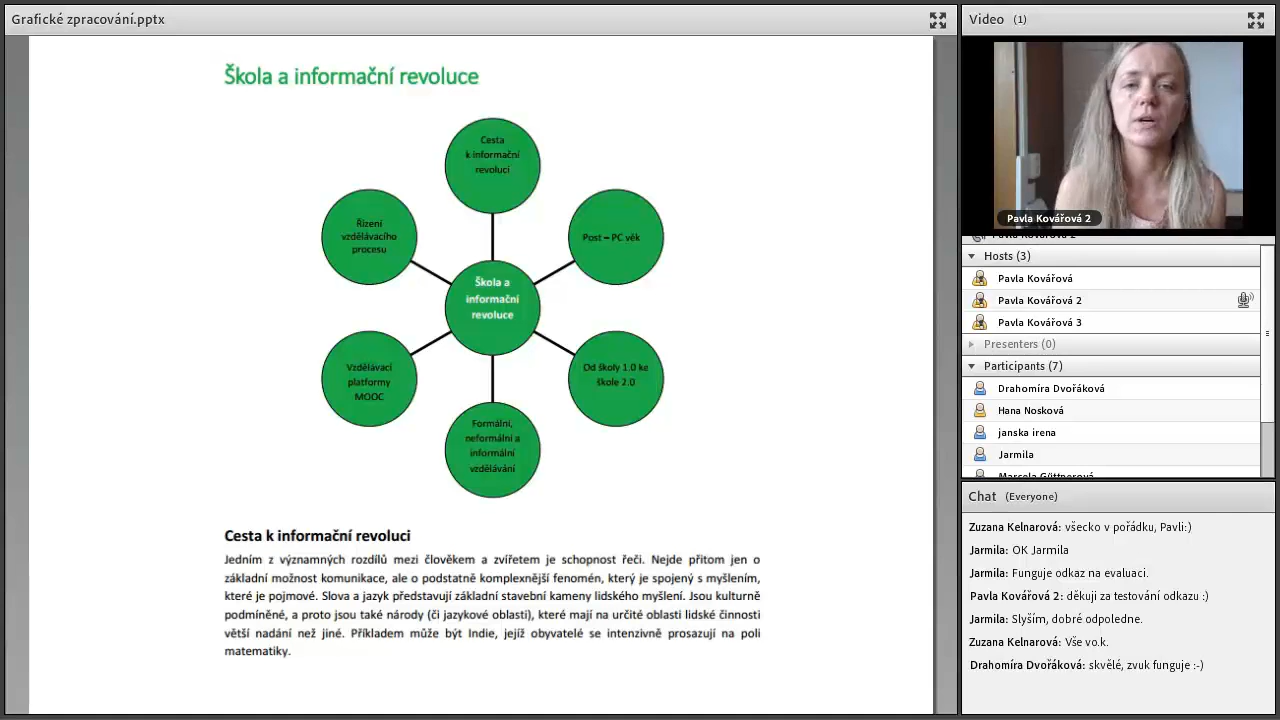 Grafické zpracování.pptx
Škola a informační revoluce
Cesta
k informační
revoluci
Řízení
vzdělávacího
procesu
Post – PC věk
Škola a
informační
revoluce
Vzdělávací
platformy
MOOC
Od školy 1.0 ke
škole 2.0
Formální,
neformální a
informální
vzdělávání
Cesta k informační revoluci
Jedním z významných rozdílů mezi člověkem a zvířetem je schopnost řeči. Nejde přitom jen o
základní možnost komunikace, ale o podstatně komplexnější fenomén, který je spojený s myšlením,
které je pojmové. Slova a jazyk představují základní stavební kameny lidského myšlení. Jsou kulturně
podmíněné, a proto jsou také národy (či jazykové oblasti), které mají na určité oblasti lidské činnosti
větší nadání než jiné. Příkladem může být Indie, jejíž obyvatelé se intenzivně prosazují na poli
matematiky.
Video (1)
Pavla Kovářová 2
Pavla Kovářová 2
Hosts (3)
Pavla Kovářová
Pavla Kovářová 2
Pavla Kovářová 3
Presenters (0)
Participants (7)
Drahomíra Dvořáková
Hana Nosková
janska irena
Jarmila
Marcela Güttnerová
Chat (Everyone)
Zuzana Kelnarová: všecko v pořádku, Pavli:)
Jarmila: OK Jarmila
Jarmila: Funguje odkaz na evaluaci.
Pavla Kovářová 2: děkuji za testování odkazu :)
Jarmila: Slyším, dobré odpoledne.
Zuzana Kelnarová: Vše vo.k.
Drahomíra Dvořáková: skvělé, zvuk funguje :-)